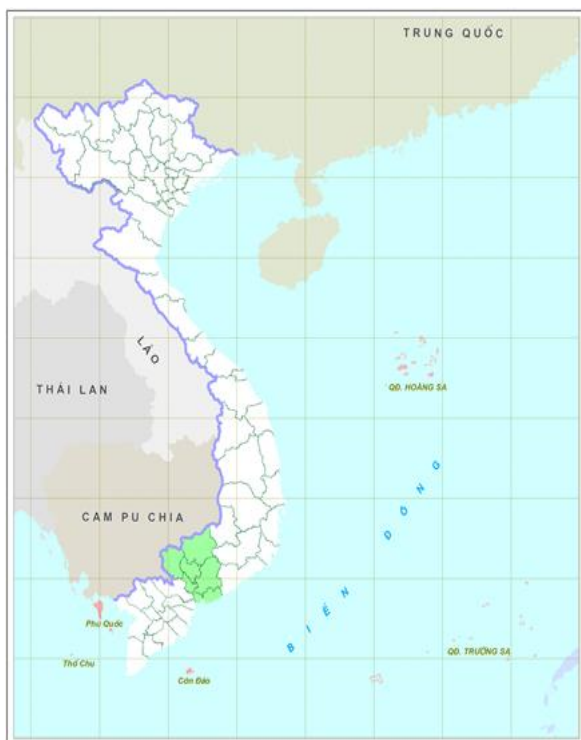 TRUNG QUỐC
LÀO
THÁI LAN
QĐ. HOÀNG SA
CAM PU CHIA
BIỂN ĐÔNG
Phú Quốc
QĐ. TRƯỜNG SA
Thổ Chu
Côn Đảo